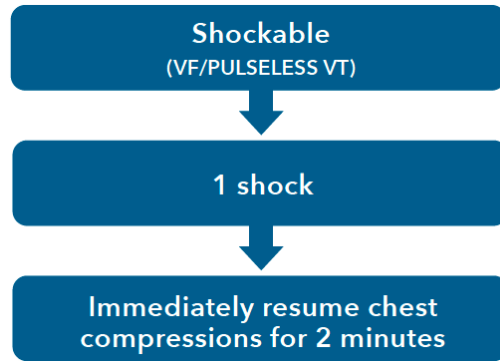 Shockable
(VF/PULSELESS VT)
1 shock
Immediately resume chest
compressions for 2 minutes